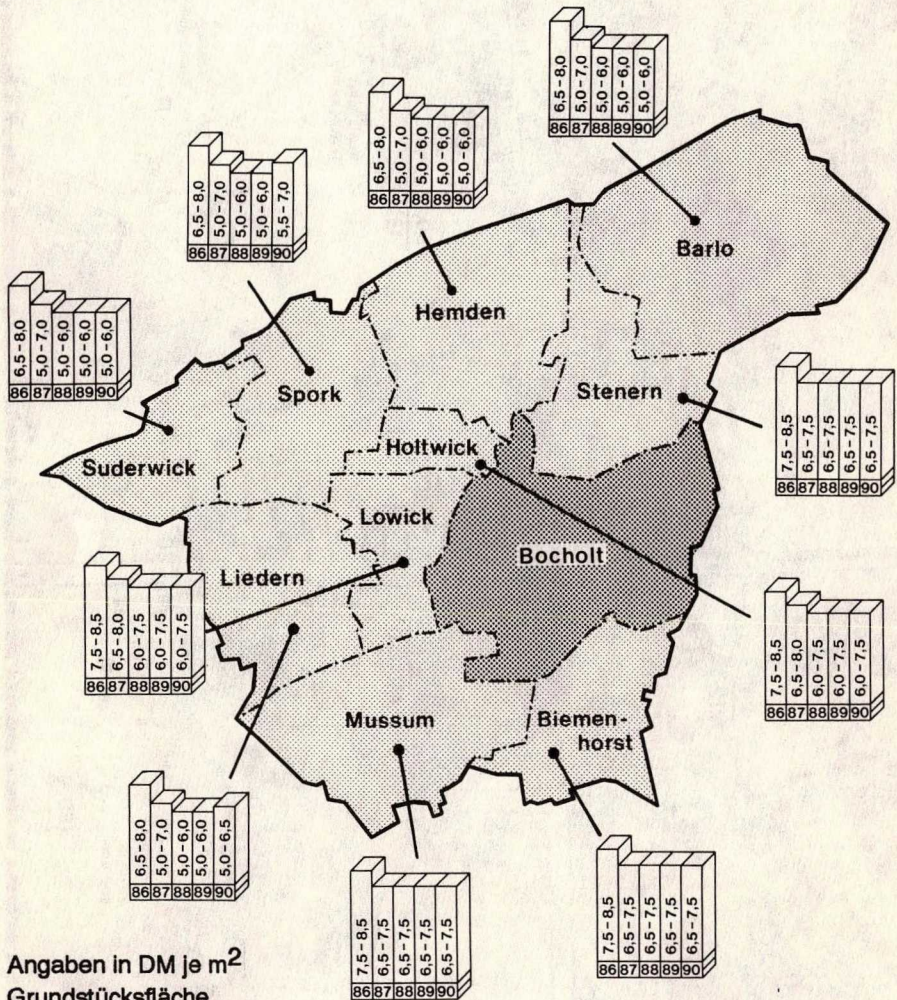 6,5 – 8,0
5,0 – 7,0
5,0 – 6,0
5,0 – 6,0
5,0 – 6,0
86 87 88 89 90
6,5 – 8,0
5,0 – 7,0
5,0 – 6,0
5,0 – 6,0
5,0 – 6,0
86 87 88 89 90
6,5 – 8,0
5,0 – 7,0
5,0 – 6,0
5,0 – 6,0
5,5 – 7,0
86 87 88 89 90
Barlo
Hemden
6,5 – 8,0
5,0 – 7,0
5,0 – 6,0
5,0 – 6,0
5,0 – 6,0
86 87 88 89 90
Spork
Stenern
7,5 – 8,5
6,5 – 7,5
6,5 – 7,5
6,5 – 7,5
6,5 – 7,5
86 87 88 89 90
Holtwick
Suderwick
Lowick
Bocholt
Liedern
7,5 – 8,5
6,5 – 8,0
6,0 – 7,5
6,0 – 7,5
6,0 – 7,5
86 87 88 89 90
7,5 – 8,5
6,5 – 8,0
6,0 – 7,5
6,0 – 7,5
6,0 – 7,5
86 87 88 89 90
Mussum
Biemen-
horst
6,5 – 8,0
5,0 – 7,0
5,0 – 6,0
5,0 – 6,0
5,0 – 6,5
86 87 88 89 90
7,5 – 8,5
6,5 – 7,5
6,5 – 7,5
6,5 – 7,5
6,5 – 7,5
86 87 88 89 90
7,5 – 8,5
6,5 – 7,5
6,5 – 7,5
6,5 – 7,5
6,5 – 7,5
86 87 88 89 90
Angaben in DM je m²
Grundstücksfläche